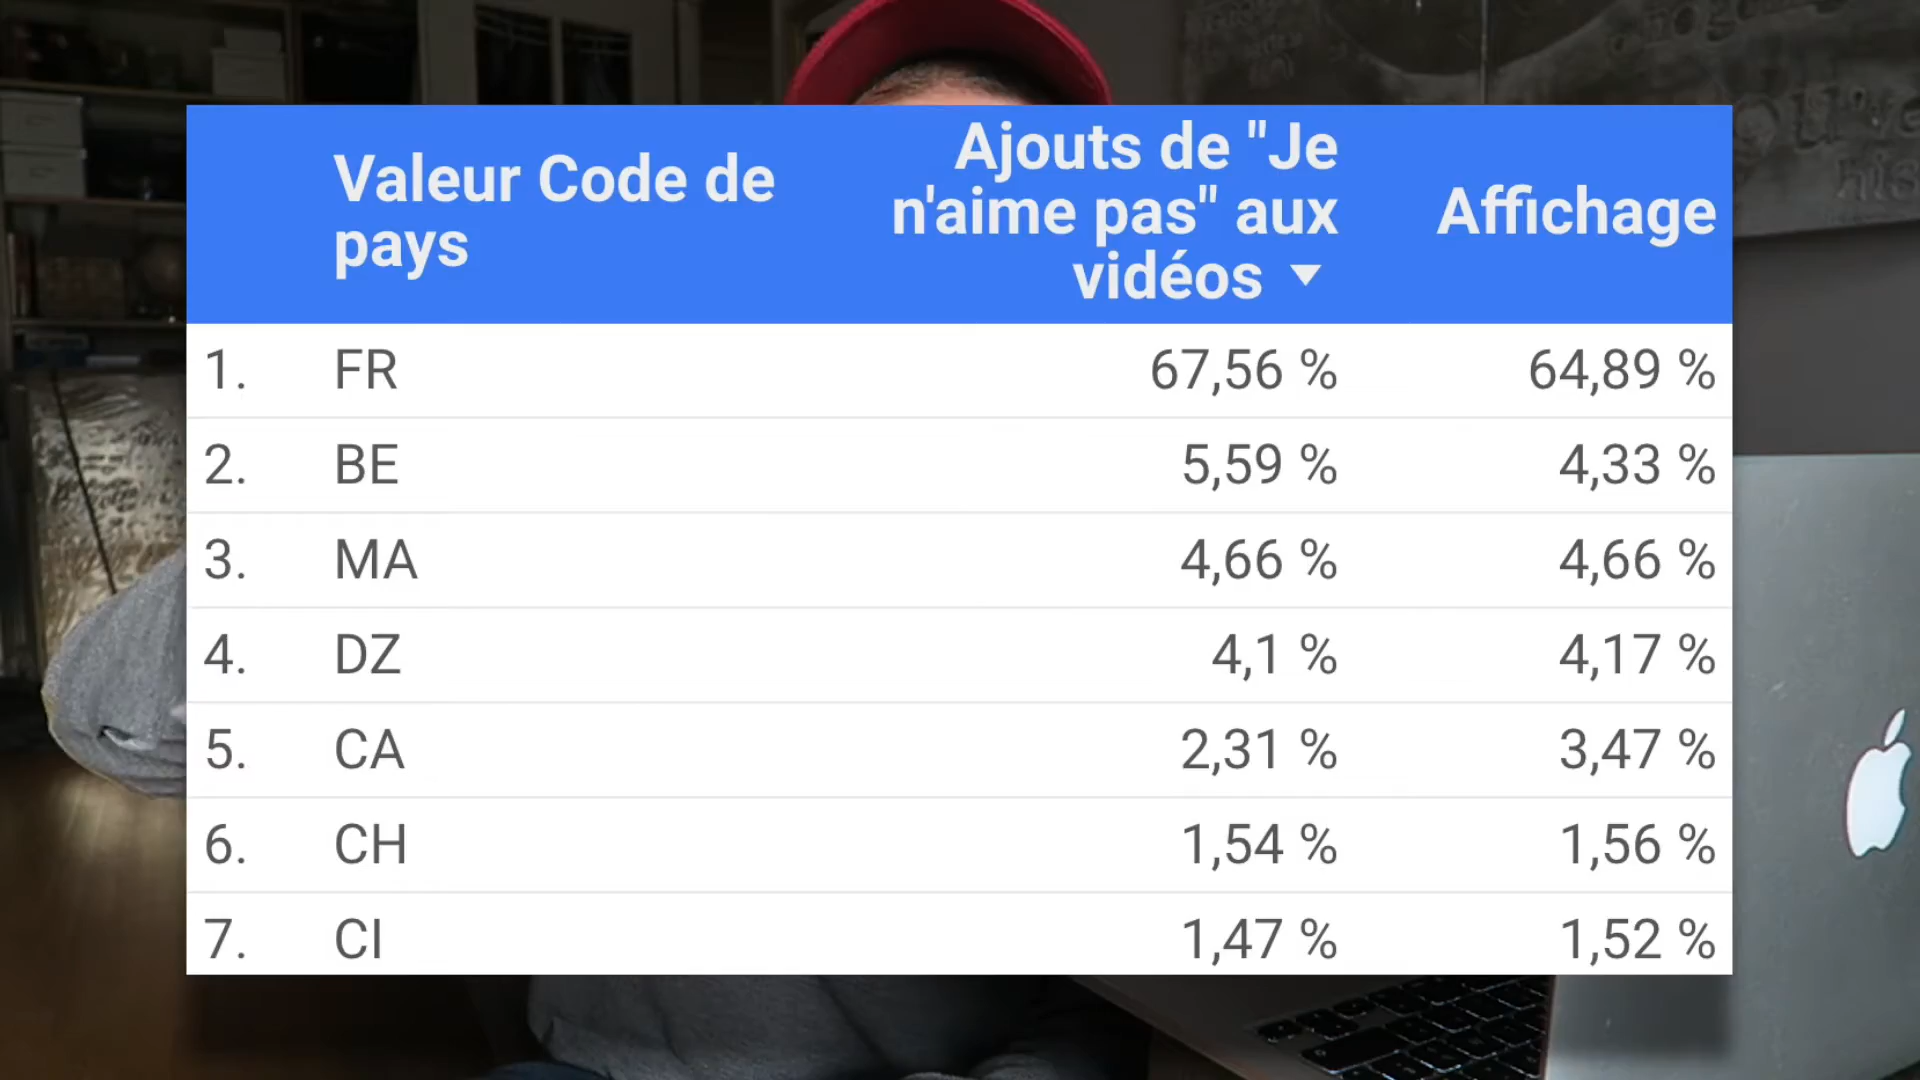 Valeur Code de
pays
Ajouts de "Je
n'aime pas" aux
vidéos
Affichage
1. FR 67,56 % 64,89 %
2. BE 5,59 % 4,33 %
3. MA 4,66 % 4,66 %
4. DZ 4,1 % 4,17 %
5. CA 2,31 % 3,47 %
6. CH 1,54 % 1,56 %
7. CI 1,47 % 1,52 %